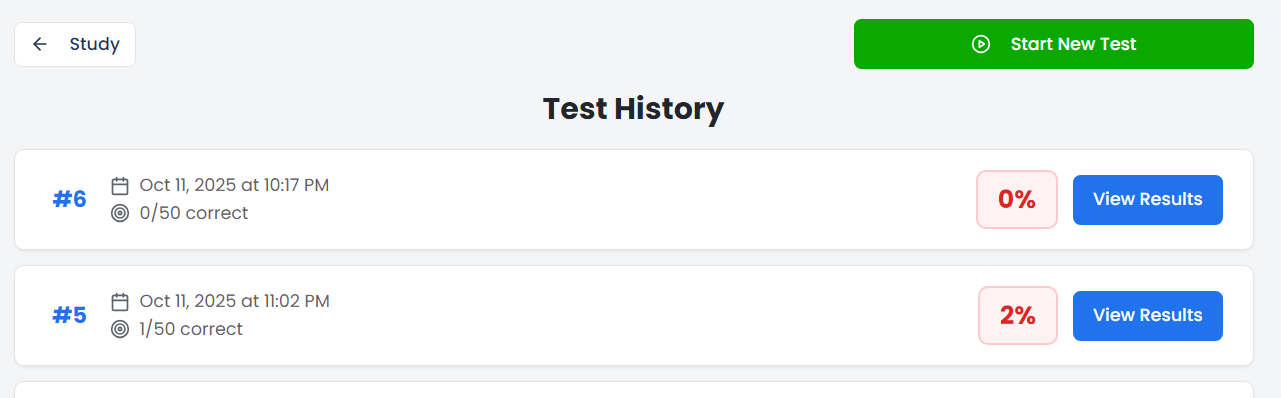 Study
Start New Test
Test History
#6
Oct 11, 2025 at 10:17 PM
0/50 correct
0%
View Results
#5
Oct 11, 2025 at 11:02 PM
1/50 correct
2%
View Results